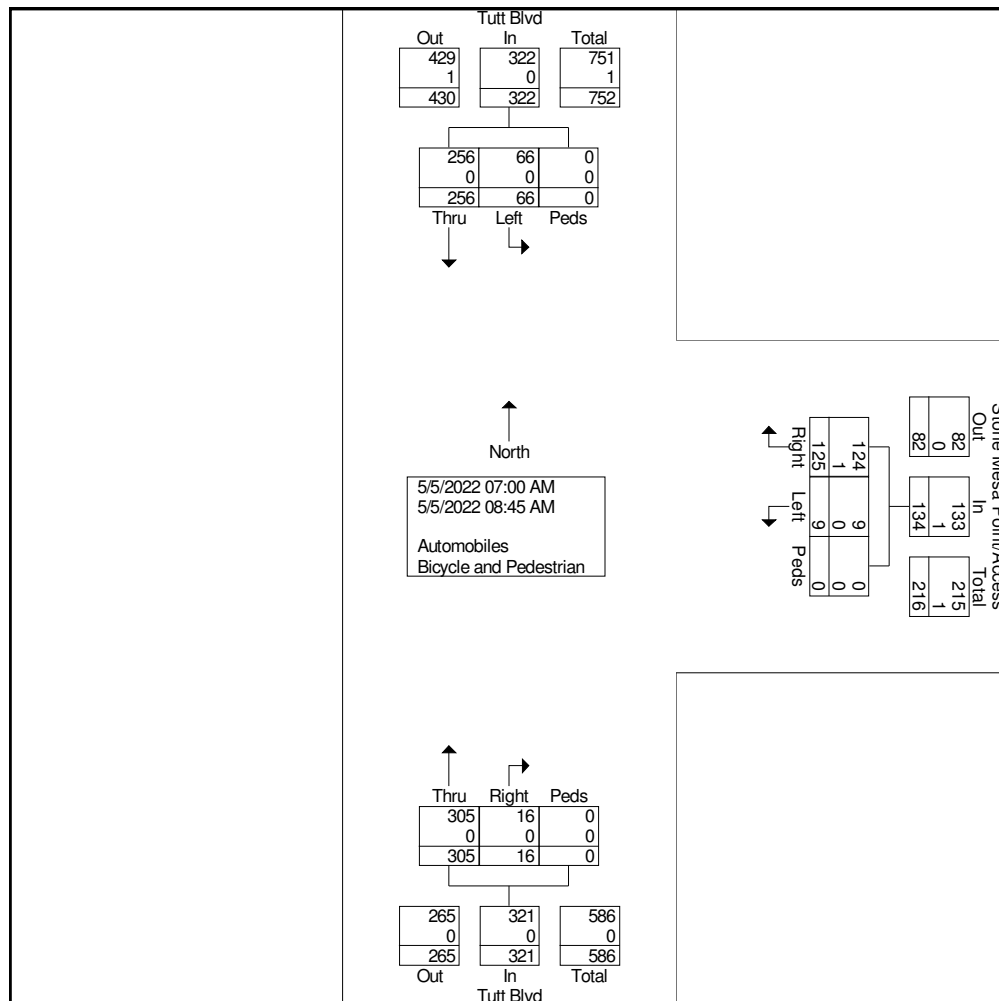 Tutt Blvd
Out In Total
429 322 751
1 0 1
430 322 752
256 66 0
0 0 0
256 66 0
Thru Left Peds
North
5/5/2022 07:00 AM
5/5/2022 08:45 AM
Automobiles
Bicycle and Pedestrian
Stone Mesa Point/Access
Out In Total
82 133 215
0 1 1
82 134 216
124 9 0
1 0 0
125 9 0
Right Left Peds
Thru Right Peds
305 16 0
0 0 0
305 16 0
265 321 586
0 0 0
265 321 586
Out In Total
Tutt Blvd